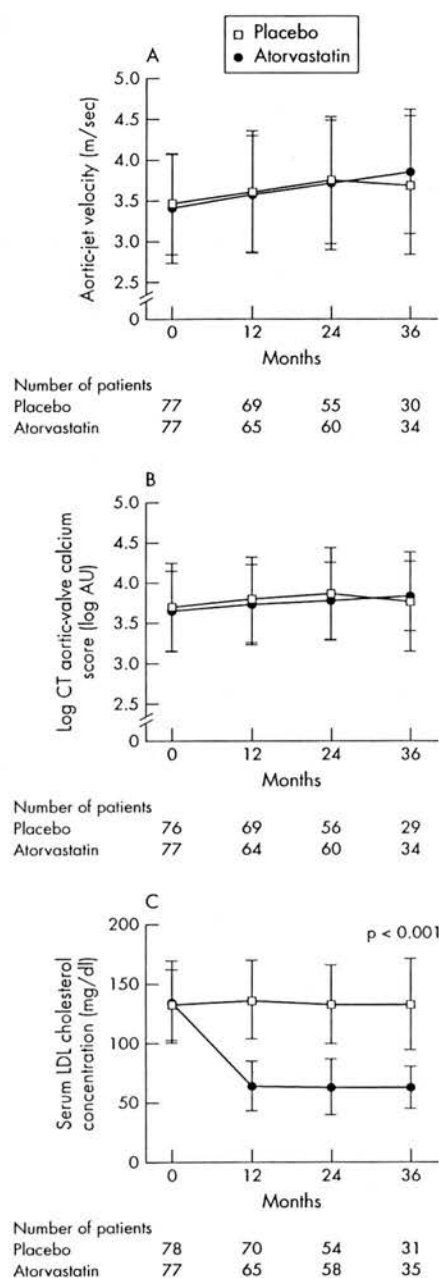 Placebo
Atorvastatin
A
Aortic-jet velocity (m/sec)
5.0
4.5
4.0
3.5
3.0
2.5
0
0 12 24 36
Months
Number of patients
Placebo 77 69 55 30
Atorvastatin 77 65 60 34
B
Log CT aortic-valve calcium
score (log AU)
5.0
4.5
4.0
3.5
3.0
2.5
0
0 12 24 36
Months
Number of patients
Placebo 76 69 56 29
Atorvastatin 77 64 60 34
C
p < 0.001
Serum LDL cholesterol
concentration (mg/dl)
200
150
100
50
0
0 12 24 36
Months
Number of patients
Placebo 78 70 54 31
Atorvastatin 77 65 58 35